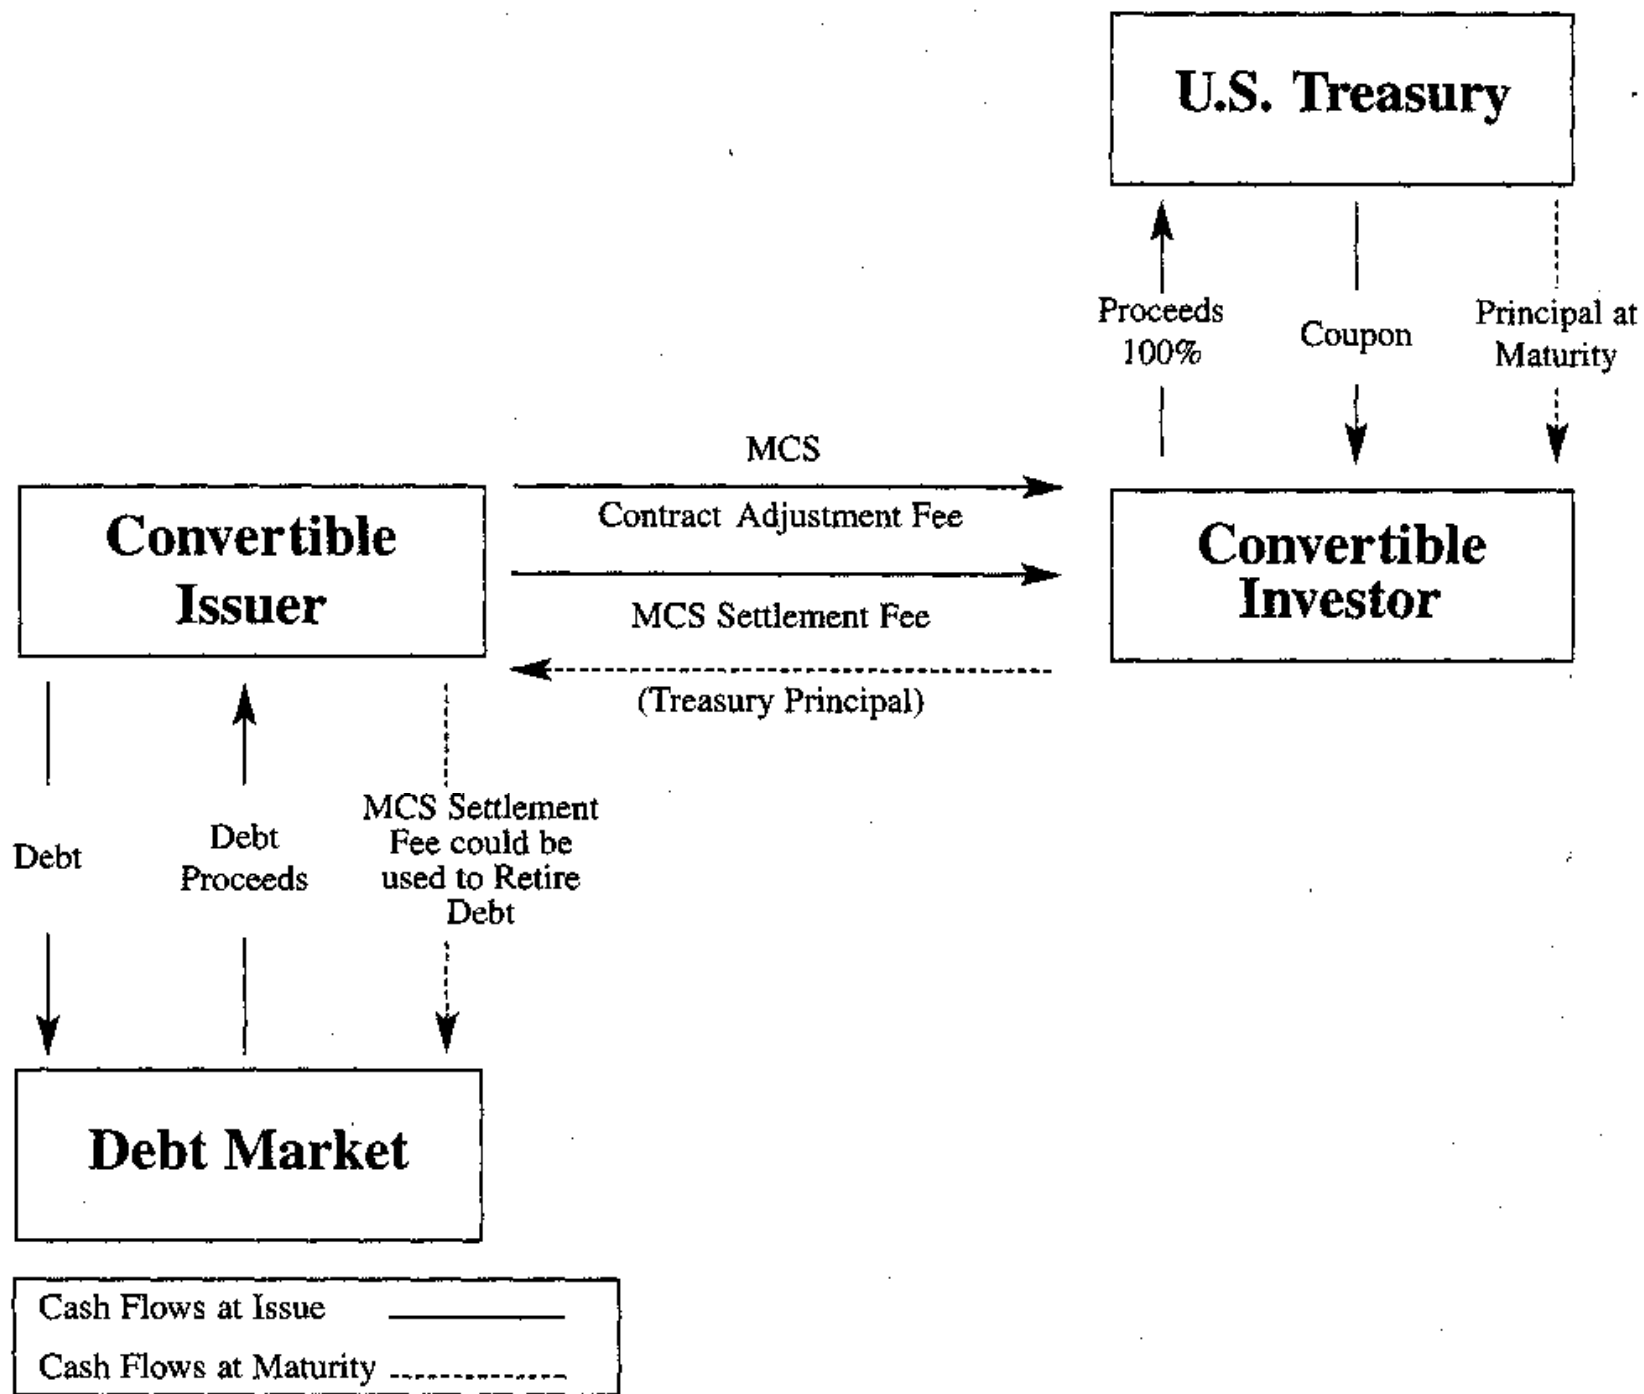 U.S. Treasury
Proceeds
100%
Coupon
Principal at
Maturity
MCS
Contract Adjustment Fee
MCS Settlement Fee
(Treasury Principal)
Convertible
Issuer
Convertible
Investor
Debt
Debt
Proceeds
MCS Settlement
Fee could be
used to Retire
Debt
Debt Market
Cash Flows at Issue
Cash Flows at Maturity